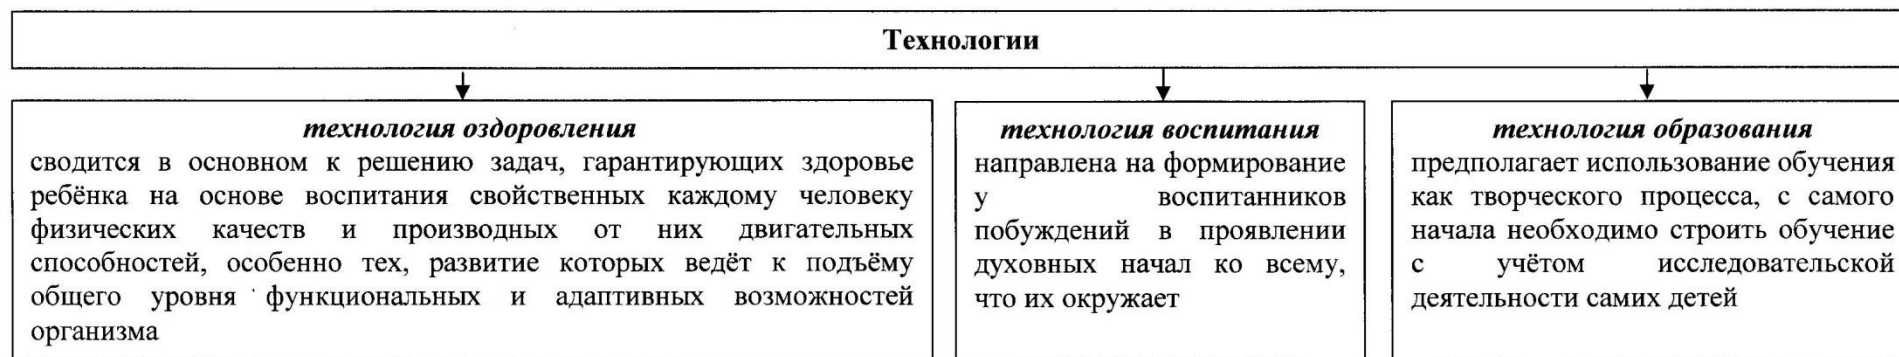 Технологии
технология оздоровления
сводится в основном к решению задач, гарантирующих здоровье
ребёнка на основе воспитания свойственных каждому человеку
физических качеств и производных от них двигательных
способностей, особенно тех, развитие которых ведёт к подъёму
общего уровня функциональных и адаптивных возможностей
организма
технология воспитания
направлена на формирование
у воспитанников
побуждений в проявлении
духовных начал ко всему,
что их окружает
технология образования
предполагает использование обучения
как творческого процесса, с самого
начала необходимо строить обучение
с учётом исследовательской
деятельности самих детей